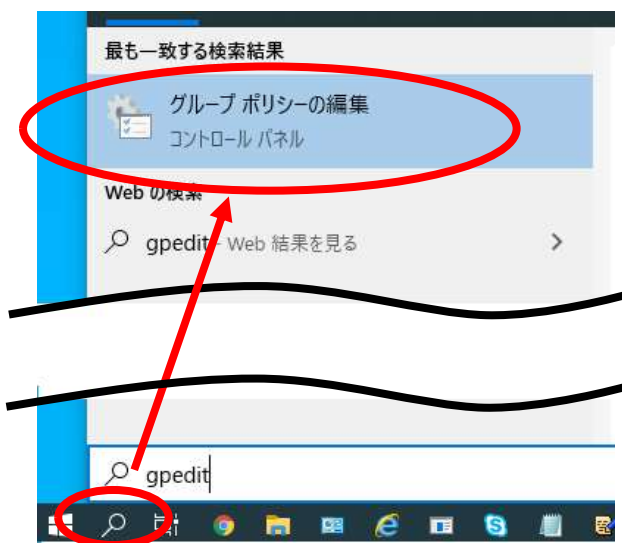 最も一致する検索結果
グループ ポリシーの編集
コントロール パネル
Web の検索
gpedit - Web 結果を見る
gpedit